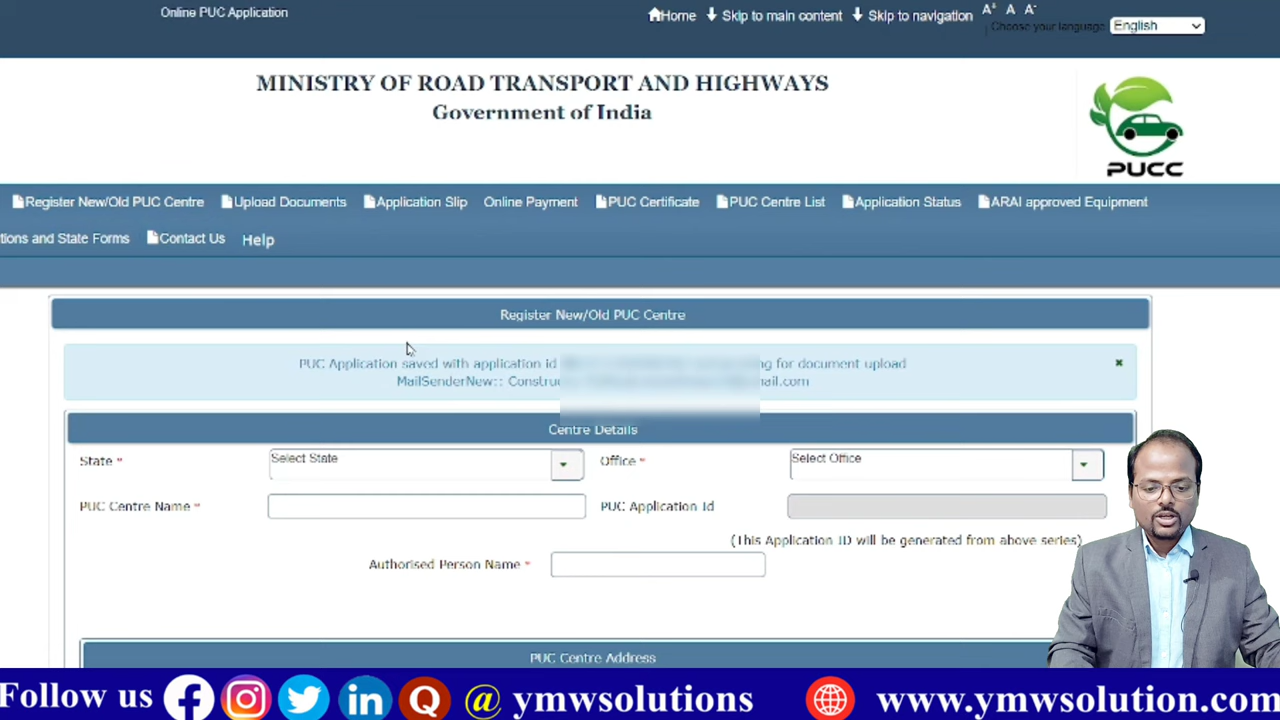 Online PUC Application
Home Skip to main content Skip to navigation A+ A A-
Choose your language English
MINISTRY OF ROAD TRANSPORT AND HIGHWAYS
Government of India
PUCC
Register New/Old PUC Centre Upload Documents Application Slip Online Payment PUC Certificate PUC Centre List Application Status ARAI approved Equipment
tions and State Forms Contact Us Help
Register New/Old PUC Centre
PUC Application saved with application id for document upload
MailSenderNew:: Construc ail.com
Centre Details
State * Select State Office * Select Office
PUC Centre Name * PUC Application Id
(This Application ID will be generated from above series)
Authorised Person Name *
PUC Centre Address
Follow us @ ymwsolutions www.ymwsolution.com